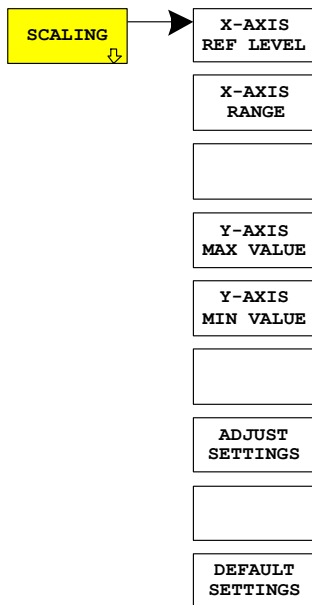 SCALING
X-AXIS
REF LEVEL
X-AXIS
RANGE
Y-AXIS
MAX VALUE
Y-AXIS
MIN VALUE
ADJUST
SETTINGS
DEFAULT
SETTINGS